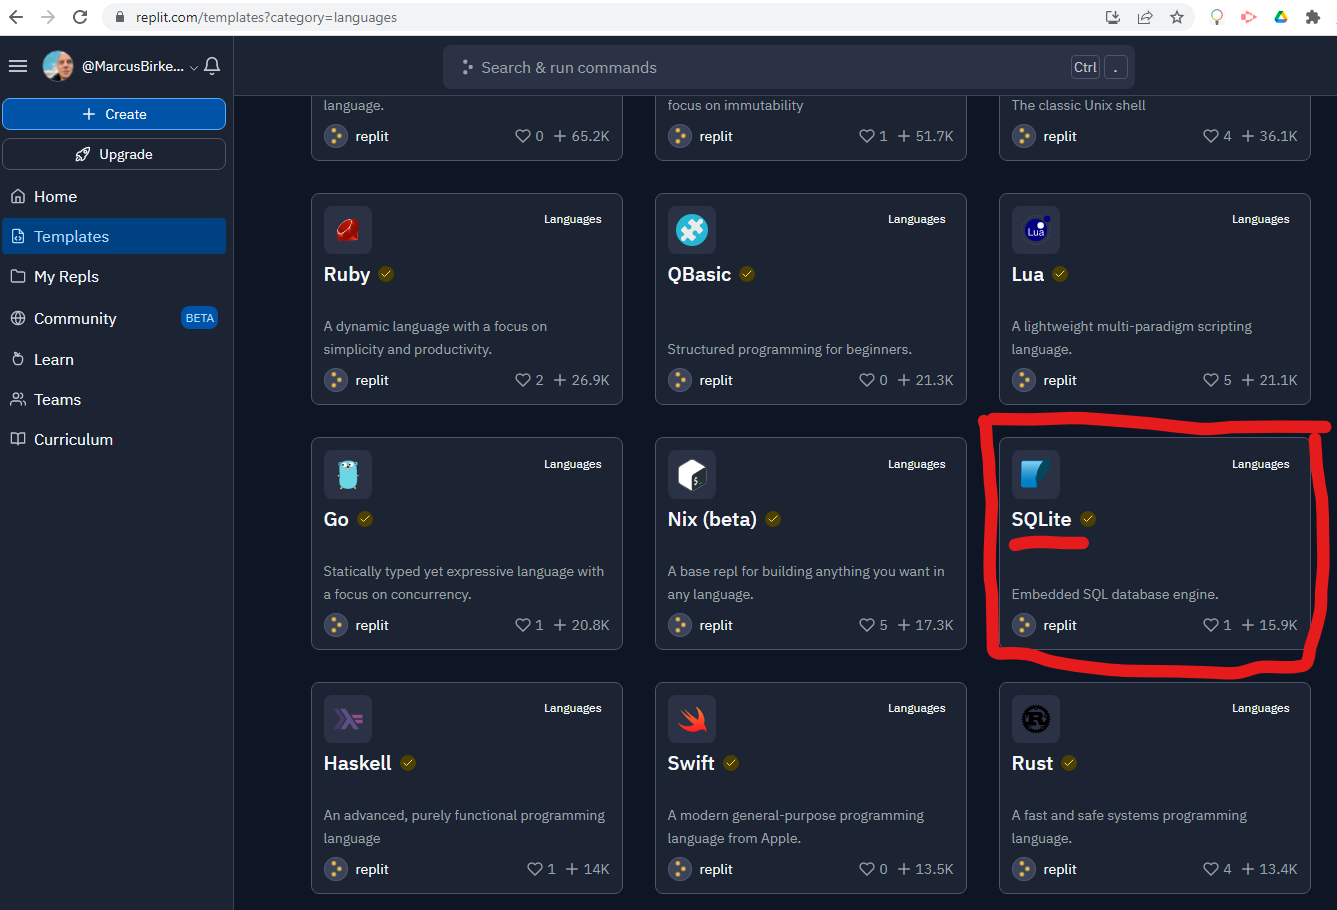 replit.com/templates?category=languages
@MarcusBirke...
Search & run commands
Ctrl
.
Create
Upgrade
Home
Templates
My Repls
Community
BETA
Learn
Teams
Curriculum
language.
replit
0
65.2K
focus on immutability
replit
1
51.7K
The classic Unix shell
replit
4
36.1K
Languages
Ruby
A dynamic language with a focus on
simplicity and productivity.
replit
2
26.9K
Languages
QBasic
Structured programming for beginners.
replit
0
21.3K
Lua
Languages
Lua
A lightweight multi-paradigm scripting
language.
replit
5
21.1K
Languages
Go
Statically typed yet expressive language with
a focus on concurrency.
replit
1
20.8K
Languages
Nix (beta)
A base repl for building anything you want in
any language.
replit
5
17.3K
Languages
SQLite
Embedded SQL database engine.
replit
1
15.9K
Languages
Haskell
An advanced, purely functional programming
language
replit
1
14K
Languages
Swift
A modern general-purpose programming
language from Apple.
replit
0
13.5K
Languages
Rust
A fast and safe systems programming
language.
replit
4
13.4K